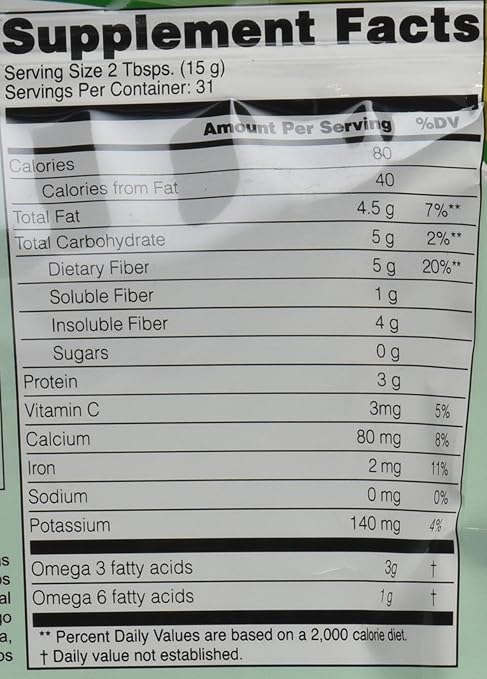 Supplement Facts
Serving Size 2 Tbsps. (15 g)
Servings Per Container: 31
Amount Per Serving %DV
Calories 80
Calories from Fat 40
Total Fat 4.5 g 7%**
Total Carbohydrate 5 g 2%**
Dietary Fiber 5 g 20%**
Soluble Fiber 1 g
Insoluble Fiber 4 g
Sugars 0 g
Protein 3 g
Vitamin C 3mg 5%
Calcium 80 mg 8%
Iron 2 mg 11%
Sodium 0 mg 0%
Potassium 140 mg 4%
Omega 3 fatty acids 3g †
Omega 6 fatty acids 1g †
** Percent Daily Values are based on a 2,000 calorie diet.
† Daily value not established.